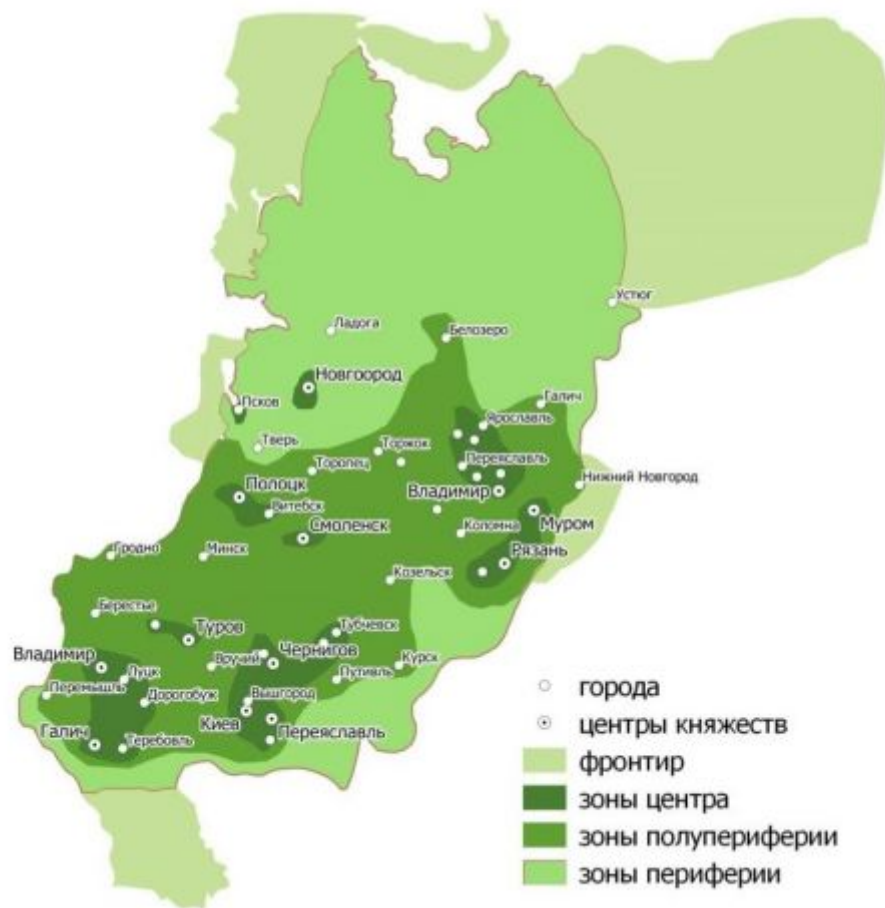 Устюг
Ладога
Белозеро
Новгоород
Псков
Галич
Ярославль
Тверь
Торжок
Торопец
Переяславль
Нижний Новгород
Полоцк
Владимир
Витебск
Муром
Смоленск
Коломна
Гродно
Минск
Рязань
Козельск
Берестье
Туров
Тубчевск
Владимир
Вручий
Чернигов
Курск
Луцк
Путивль
Перемышль
Дорогобуж
Вышгород
Киев
Галич
Теребовль
Переяславль
города
центры княжеств
фронтир
зоны центра
зоны полупериферии
зоны периферии